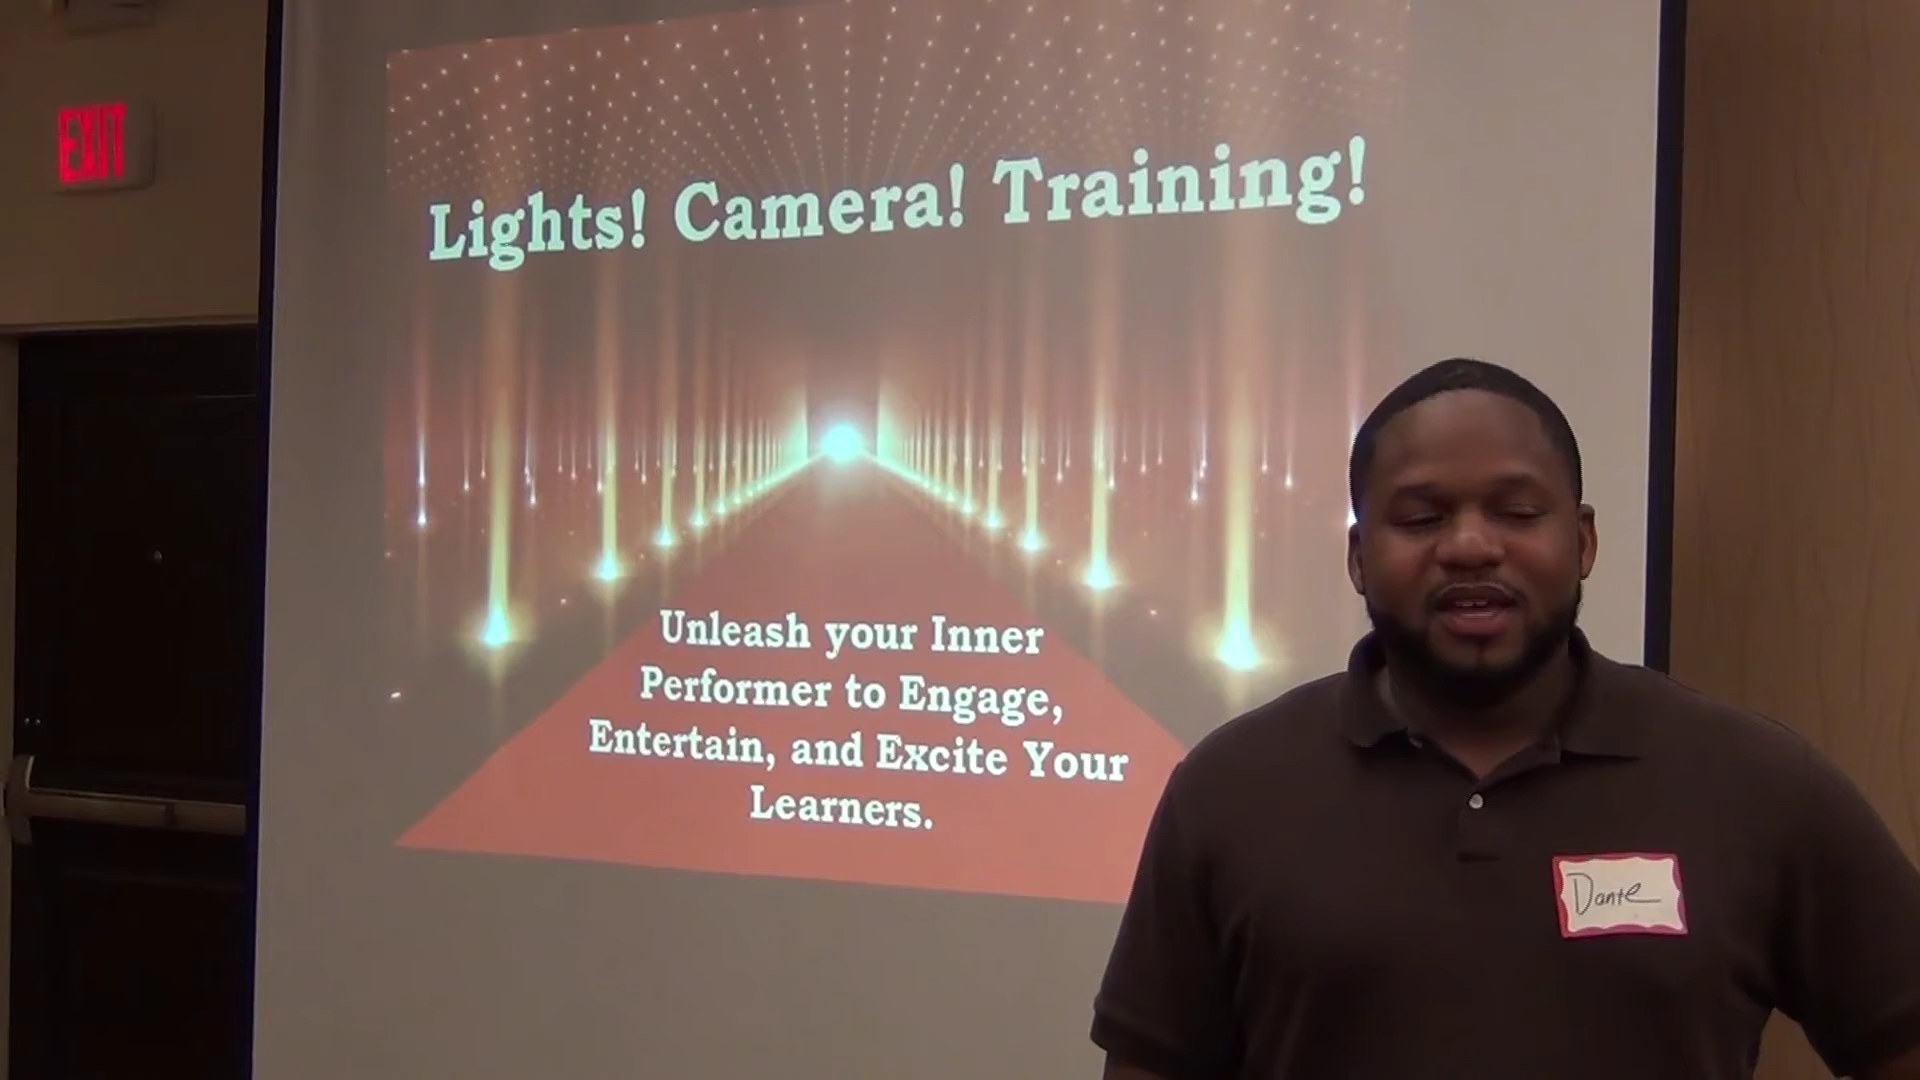 EXIT
Lights! Camera! Training!
Unleash your Inner
Performer to Engage,
Entertain, and Excite Your
Learners.
Dante